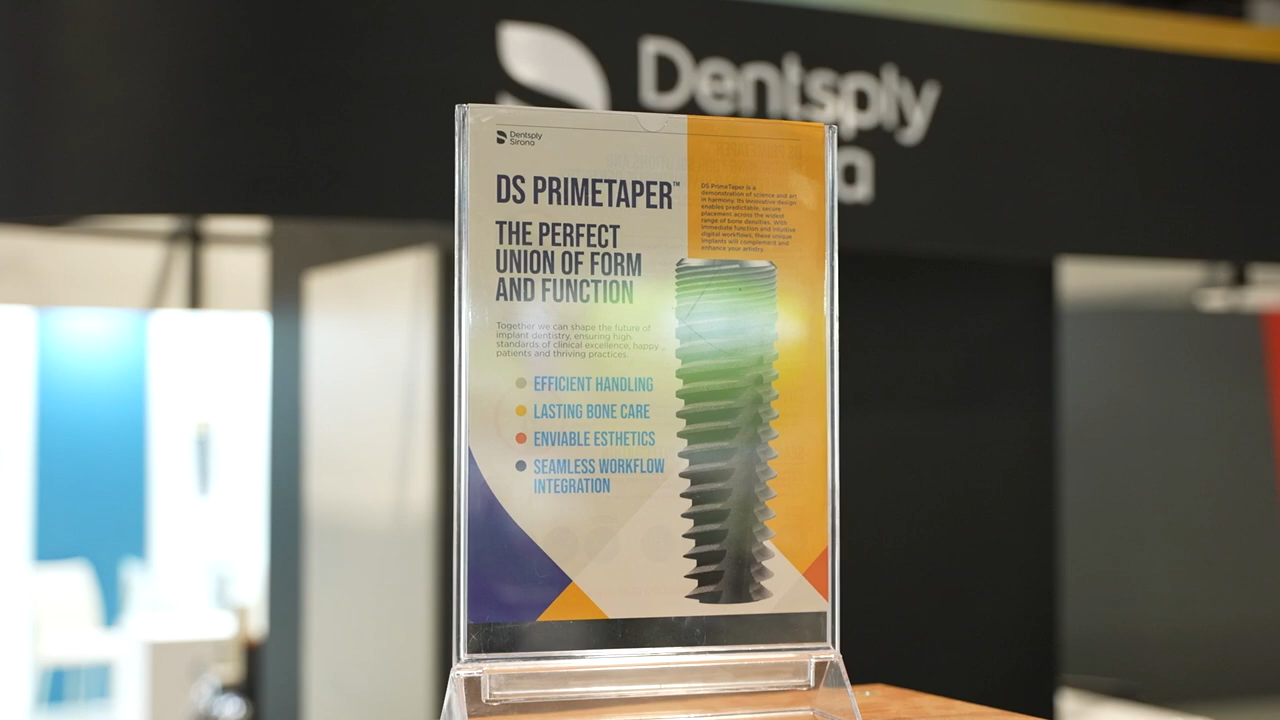 Dentsply
Dentsply
Sirona
DS PRIMETAPER™
THE PERFECT
UNION OF FORM
AND FUNCTION
Together we can shape the future of
implant dentistry, ensuring high
standards of clinical excellence, happy
patients and thriving practices.
EFFICIENT HANDLING
LASTING BONE CARE
ENVIABLE ESTHETICS
SEAMLESS WORKFLOW
INTEGRATION
DS PrimeTaper is a
demonstration of science and art
in harmony. Its innovative design
enables predictable, secure
placement across the widest
range of bone densities. With
immediate function and intuitive
digital workflows, these unique
implants will complement and
enhance your artistry.